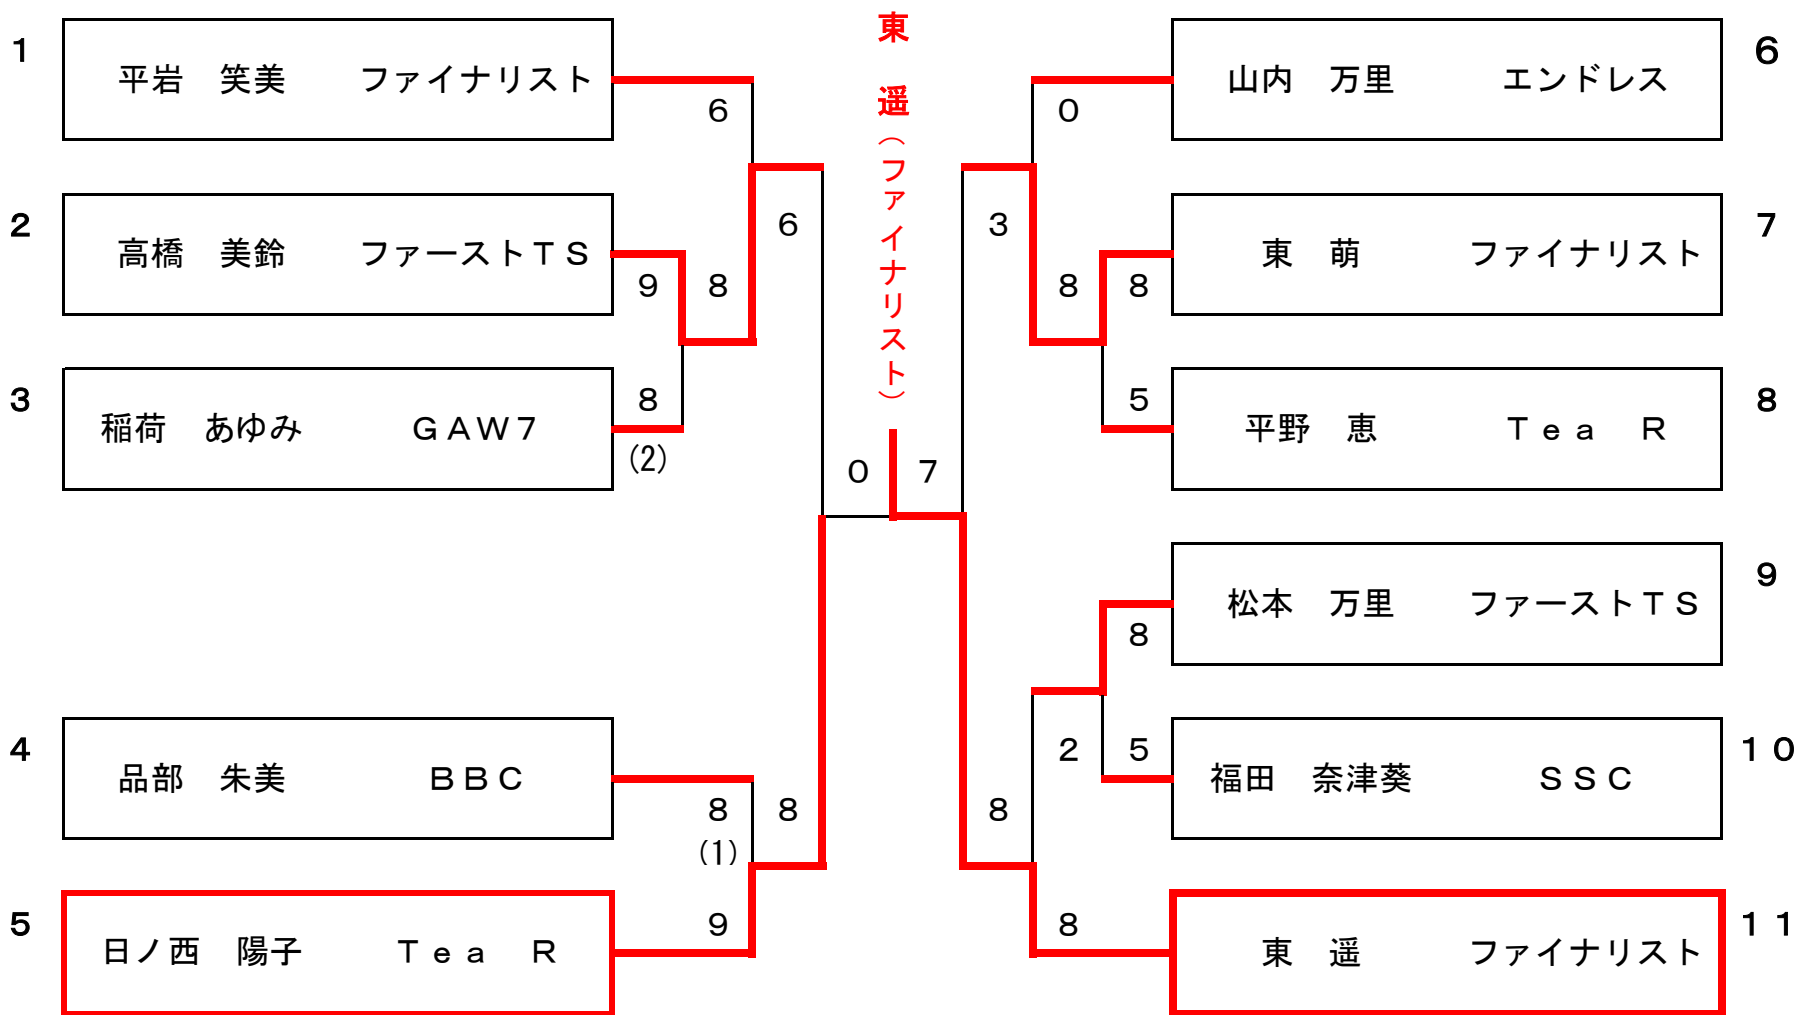 東 遥（ファイナリスト）
1 平岩 笑美 ファイナリスト
6
2 高橋 美鈴 ファーストＴＳ
9 8 6
3 稲荷 あゆみ ＧＡＷ７
8
(2)
4 品部 朱美 ＢＢＣ
8 8
(1)
5 日ノ西 陽子 Ｔｅａ Ｒ
9
0 7
6 山内 万里 エンドレス
0
7 東 萌 ファイナリスト
3 8 8
8 平野 恵 Ｔｅａ Ｒ
5
9 松本 万里 ファーストＴＳ
8
10 福田 奈津葵 ＳＳＣ
2 5
8
11 東 遥 ファイナリスト
8